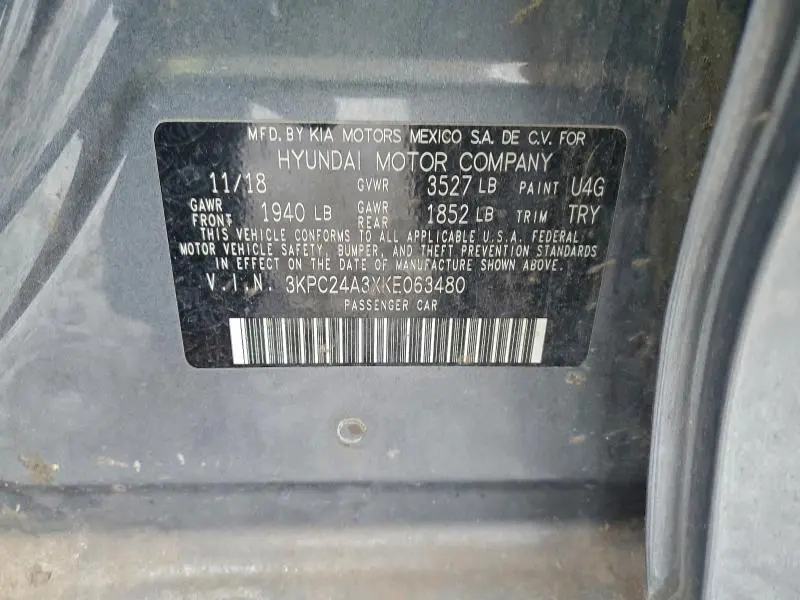 MFD. BY KIA MOTORS MEXICO S.A. DE C.V. FOR
HYUNDAI MOTOR COMPANY
11/18 GVWR 3527 LB PAINT U4G
GAWR FRONT 1940 LB GAWR REAR 1852 LB TRIM TRY
THIS VEHICLE CONFORMS TO ALL APPLICABLE U.S.A. FEDERAL
MOTOR VEHICLE SAFETY, BUMPER, AND THEFT PREVENTION STANDARDS
IN EFFECT ON THE DATE OF MANUFACTURE SHOWN ABOVE.
V.I.N. 3KPC24A3XKE063480
PASSENGER CAR